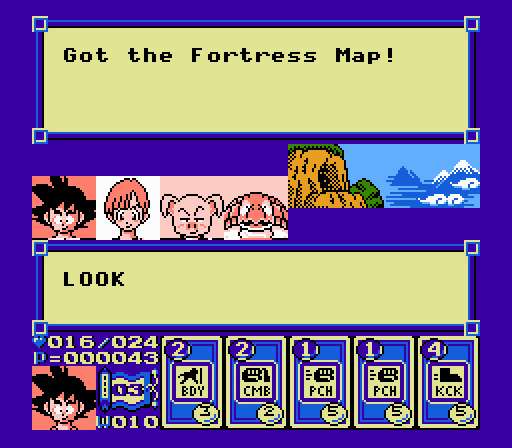 Got the Fortress Map!
LOOK
016/024
P=000043
03
W010
2 2 1 1 4
BDY CMB PCH PCH KCK
3 2 5 5 5